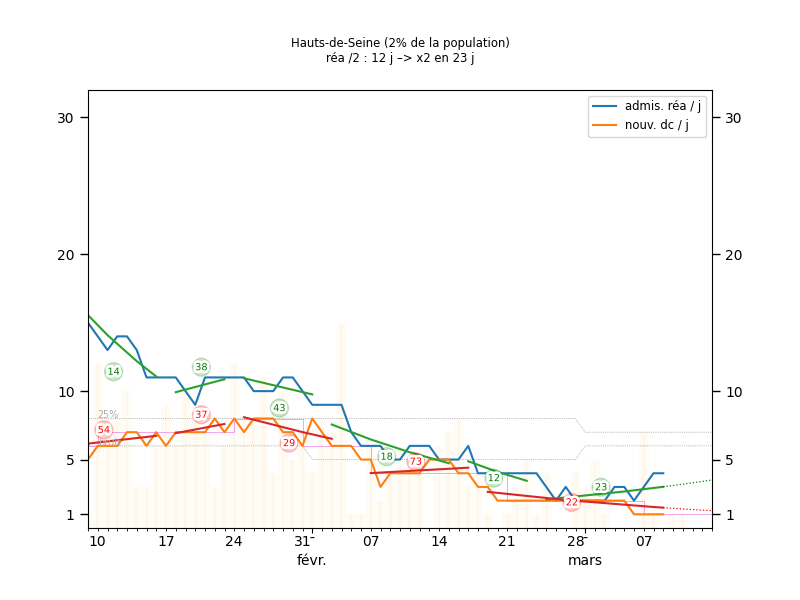 Hauts-de-Seine (2% de la population)
réa /2 : 12 j –> x2 en 23 j
admis. réa / j
nouv. dc / j
30 30
20 20
10 10
5 5
1 1
14
38
43
18
12
23
25%
54
37
29
73
22
10 17 24 31 07 14 21 28 07
févr. mars